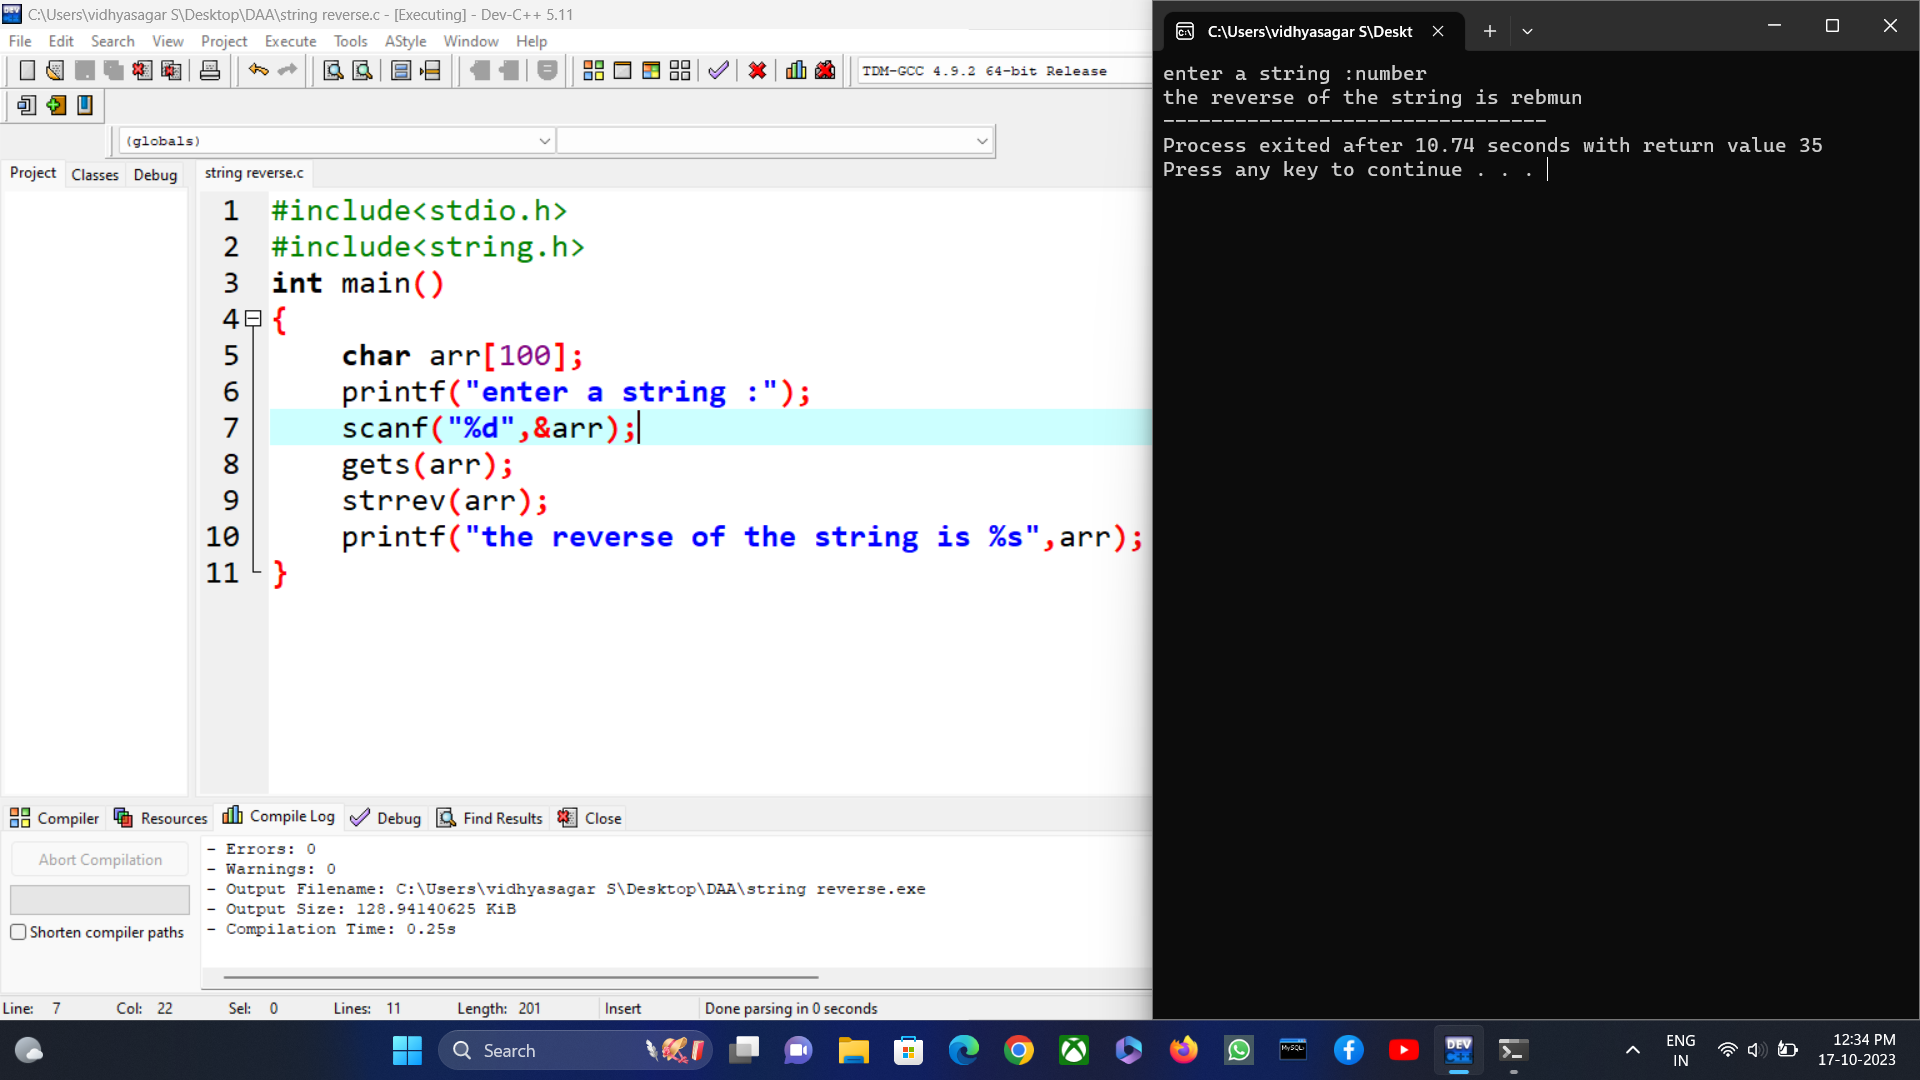 C:\Users\vidhyasagar S\Desktop\DAA\string reverse.c - [Executing] - Dev-C++ 5.11
File Edit Search View Project Execute Tools AStyle Window Help
TDM-GCC 4.9.2 64-bit Release
(globals)
Project Classes Debug
string reverse.c
1 #include<stdio.h>
2 #include<string.h>
3 int main()
4 {
5 char arr[100];
6 printf("enter a string :");
7 scanf("%d",&arr);
8 gets(arr);
9 strrev(arr);
10 printf("the reverse of the string is %s",arr);
11 }
Compiler Resources Compile Log Debug Find Results Close
Abort Compilation
Shorten compiler paths
- Errors: 0
- Warnings: 0
- Output Filename: C:\Users\vidhyasagar S\Desktop\DAA\string reverse.exe
- Output Size: 128.94140625 KiB
- Compilation Time: 0.25s
Line: 7 Col: 22 Sel: 0 Lines: 11 Length: 201 Insert Done parsing in 0 seconds
C:\Users\vidhyasagar S\Deskt
enter a string :number
the reverse of the string is rebmun
--------------------------------
Process exited after 10.74 seconds with return value 35
Press any key to continue . . .
Search
MySQL
DEV
C++
ENG
IN
12:34 PM
17-10-2023